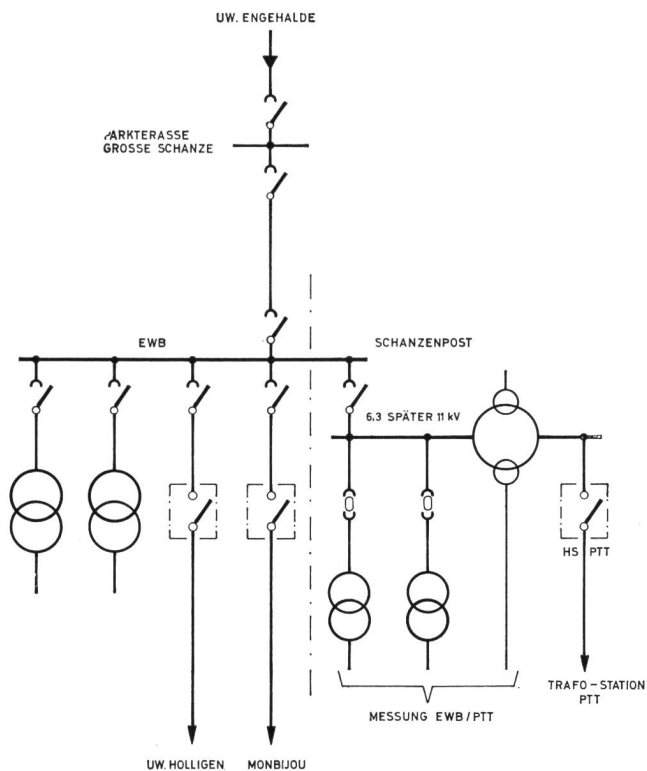 UW. ENGEHALDE
PARKTERASSE
GROSSE SCHANZE
EWB
SCHANZENPOST
6.3 SPÄTER 11 kV
HS PTT
TRAFO-STATION
PTT
MESSUNG EWB/PTT
UW. HOLLIGEN
MONBIJOU